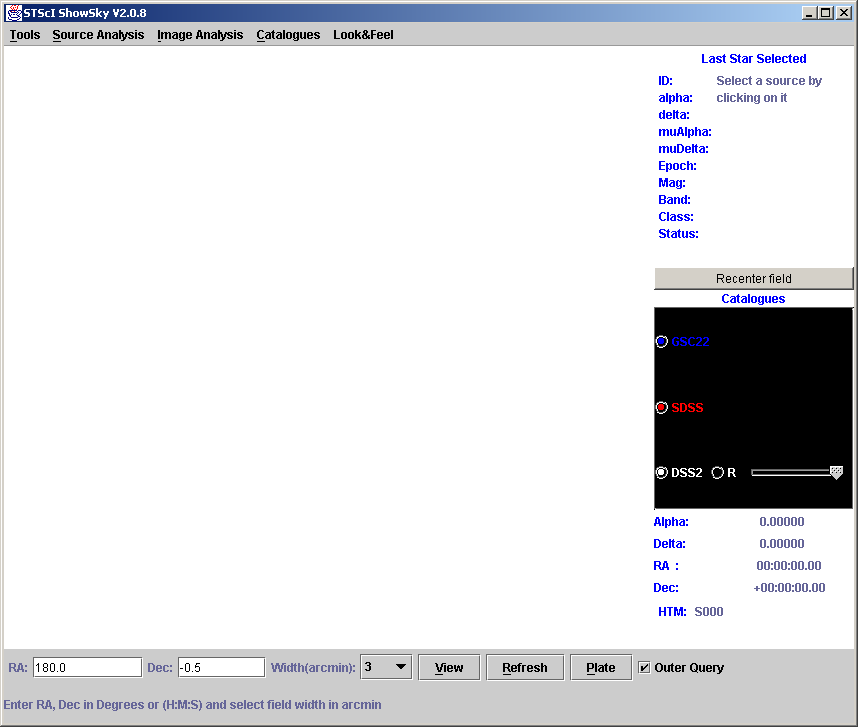 STScI ShowSky V2.0.8
Tools Source Analysis Image Analysis Catalogues Look&Feel
Last Star Selected
ID: Select a source by
alpha: clicking on it
delta:
muAlpha:
muDelta:
Epoch:
Mag:
Band:
Class:
Status:
Recenter field
Catalogues
GSC22
SDSS
DSS2 R
Alpha: 0.00000
Delta: 0.00000
RA : 00:00:00.00
Dec: +00:00:00.00
HTM: S000
RA: 180.0 Dec: -0.5 Width(arcmin): 3 View Refresh Plate Outer Query
Enter RA, Dec in Degrees or (H:M:S) and select field width in arcmin